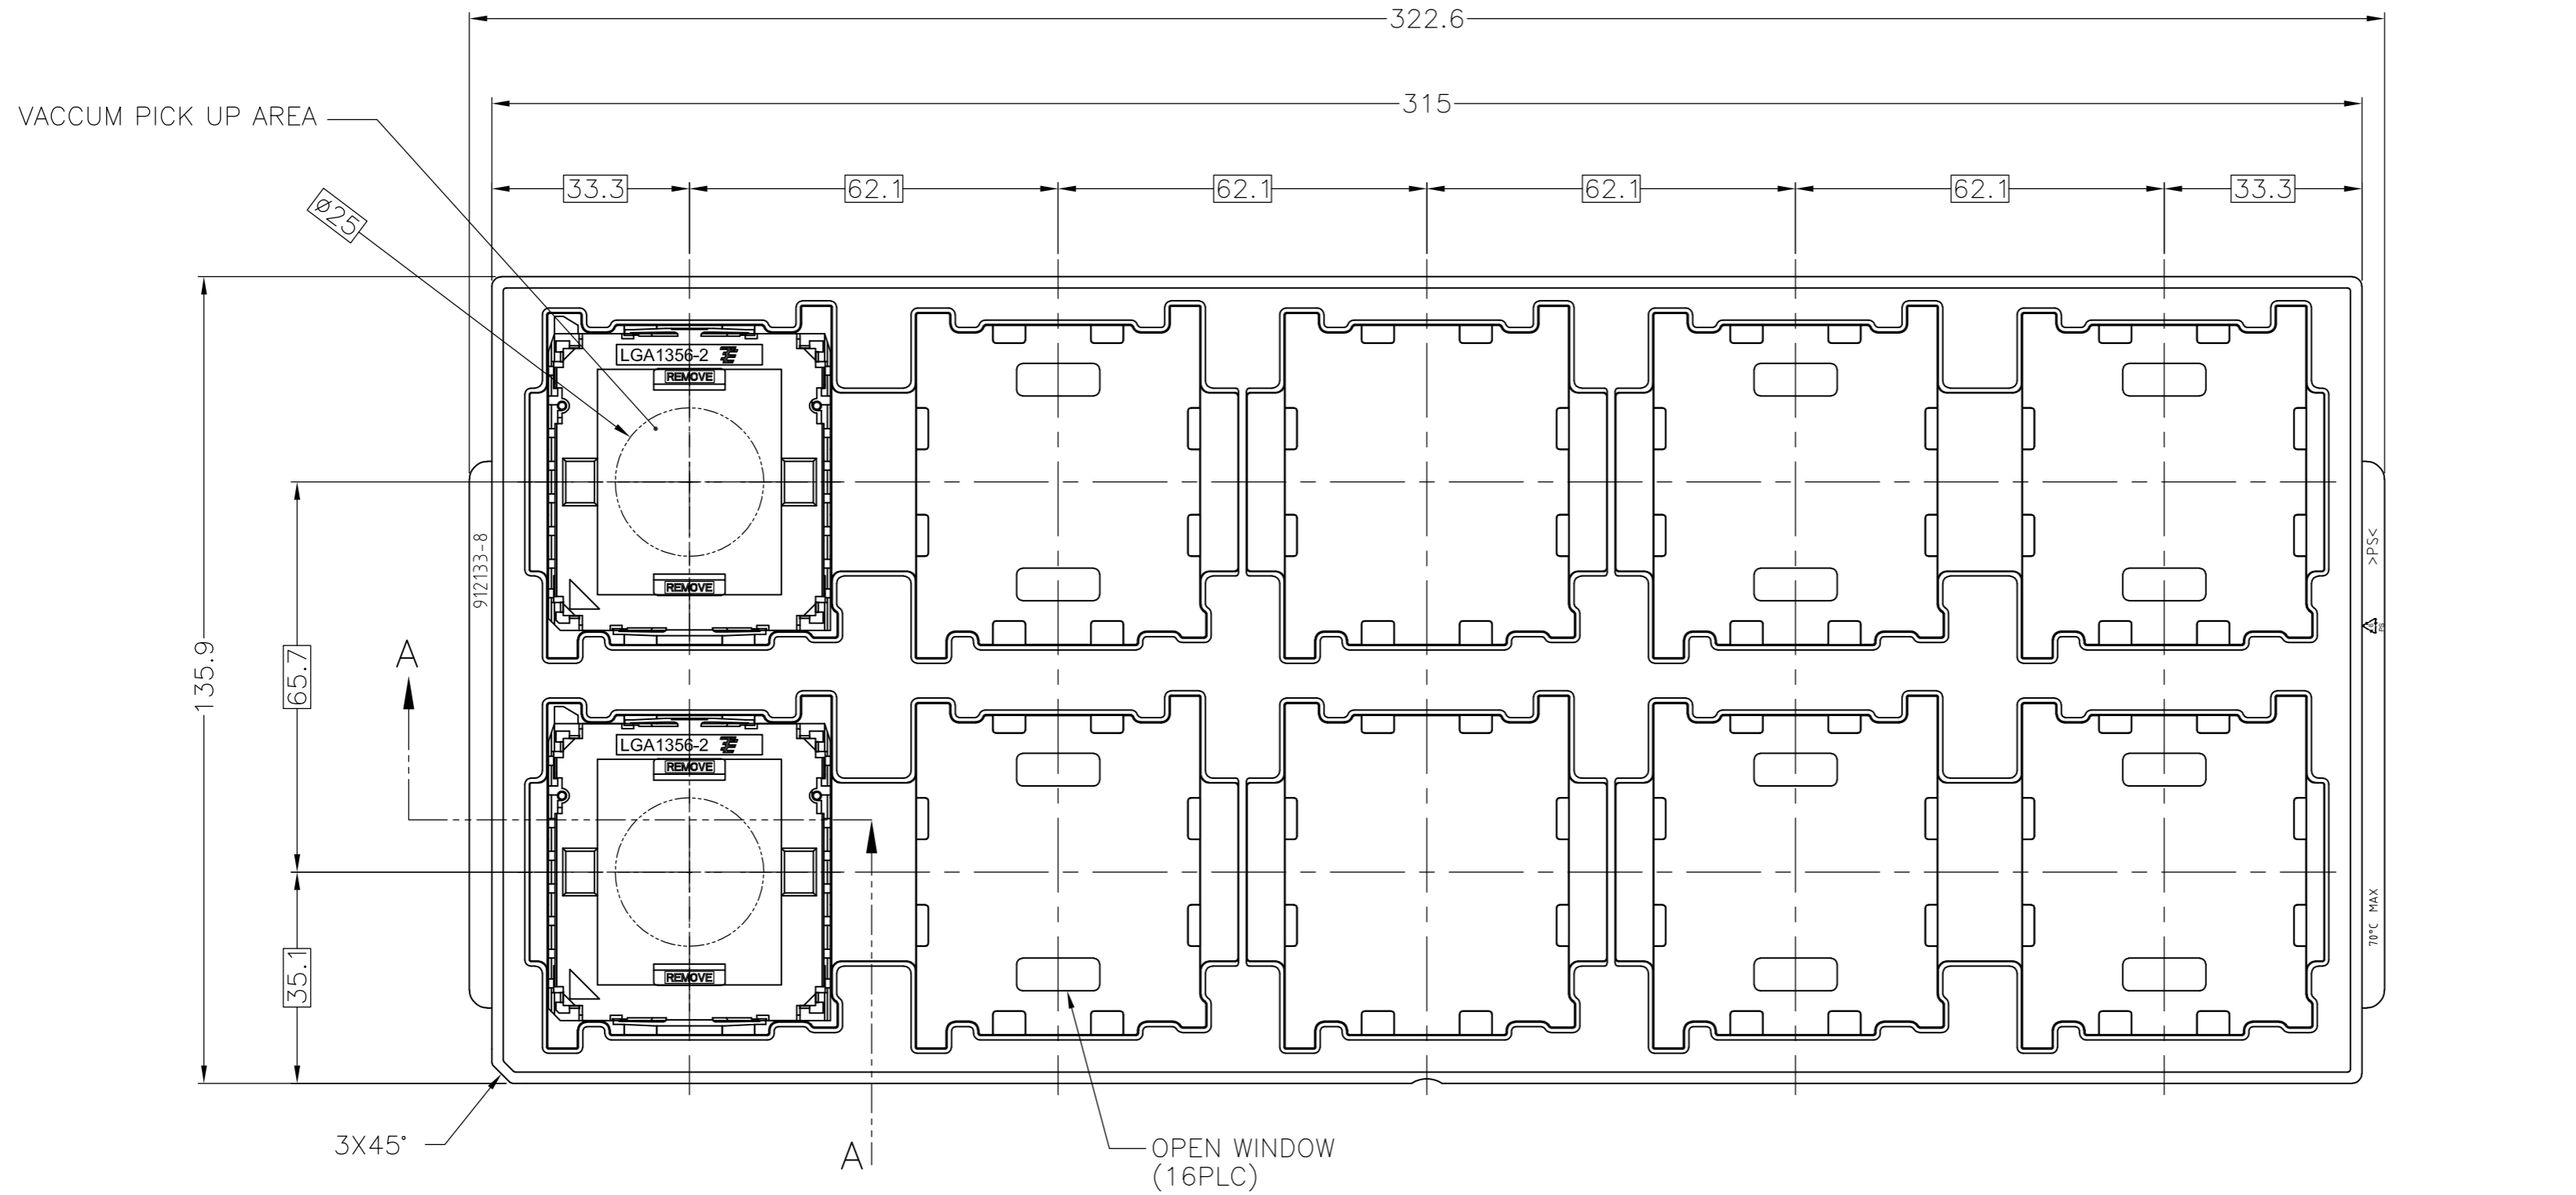 322.6
VACCUM PICK UP AREA
315
33.3
62.1
62.1
62.1
62.1
33.3
ø25
LGA1356-2
REMOVE
912133-8
>PS<
REMOVE
PS
135.9
65.7
A
LGA1356-2
REMOVE
70°C MAX
35.1
REMOVE
3X45°
A
OPEN WINDOW
(16PLC)